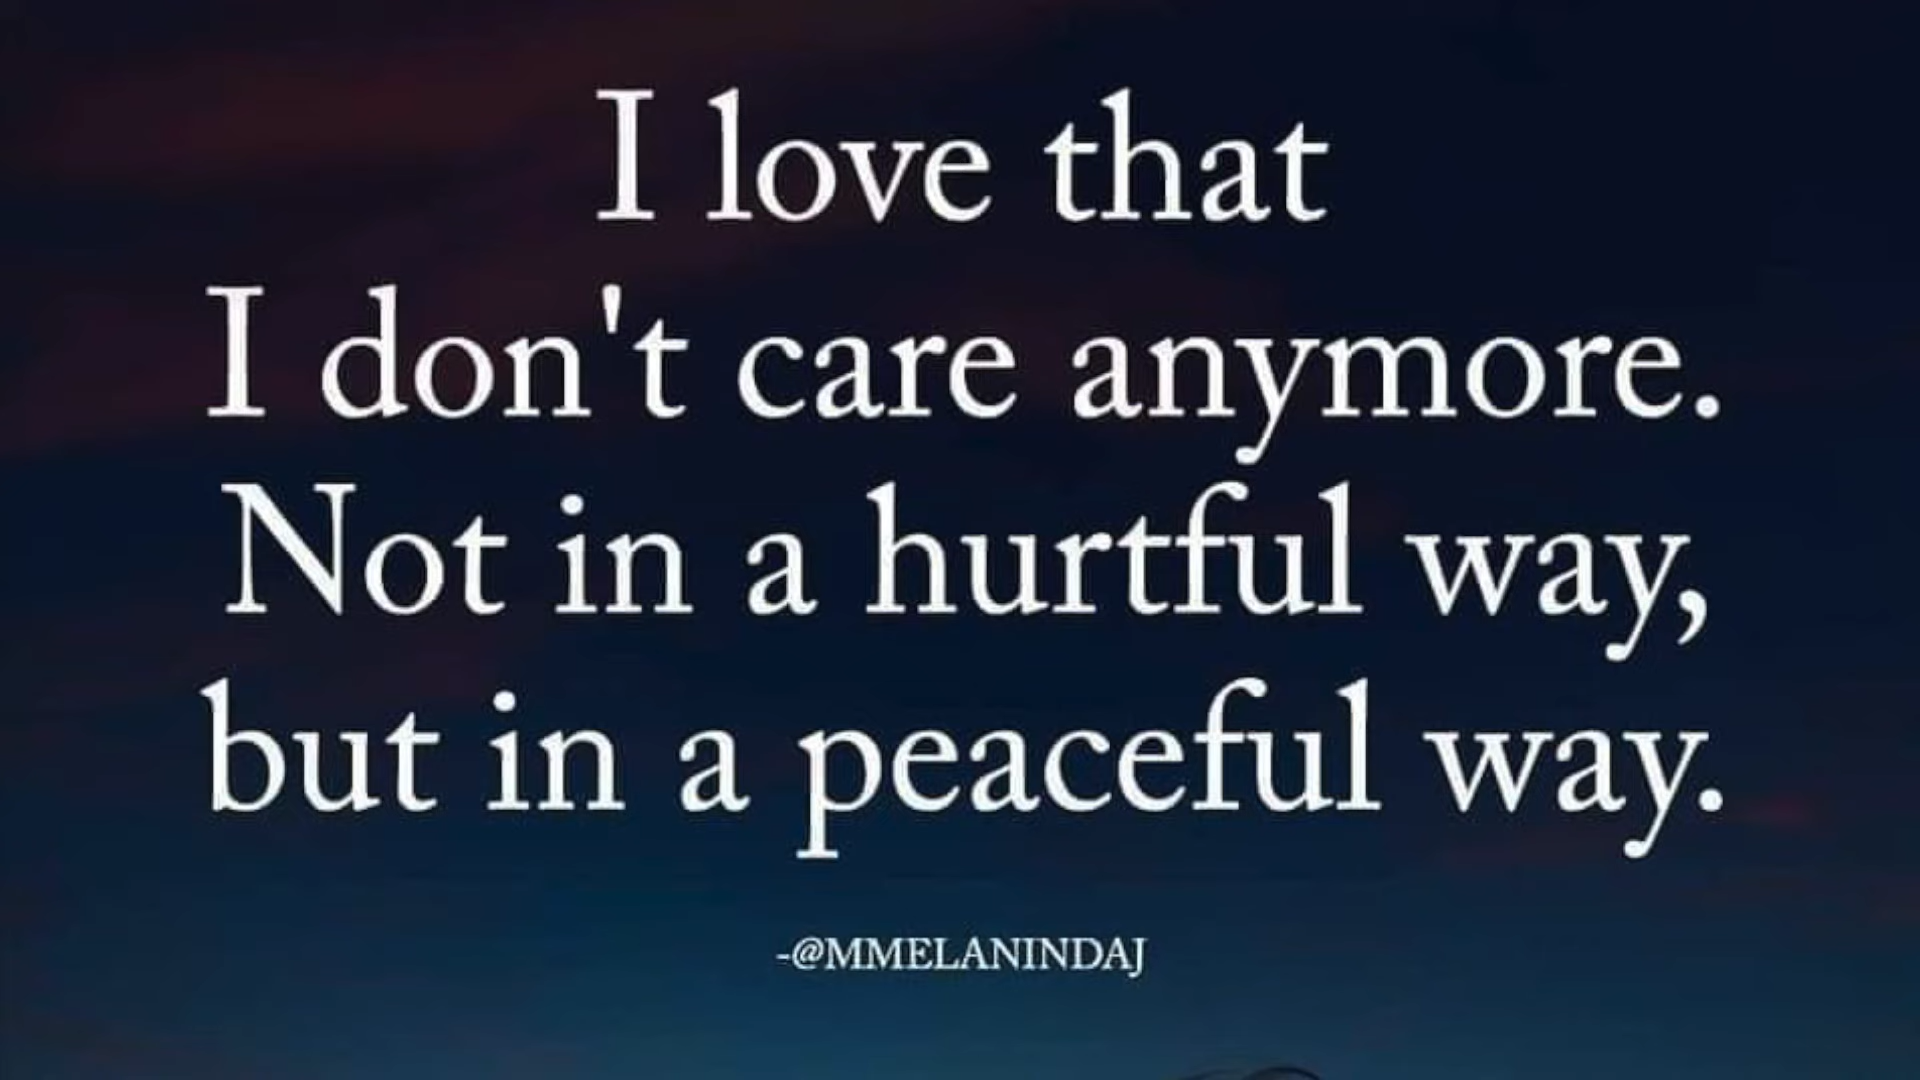 I love that
I don't care anymore.
Not in a hurtful way,
but in a peaceful way.
-@MMELANINDAJ